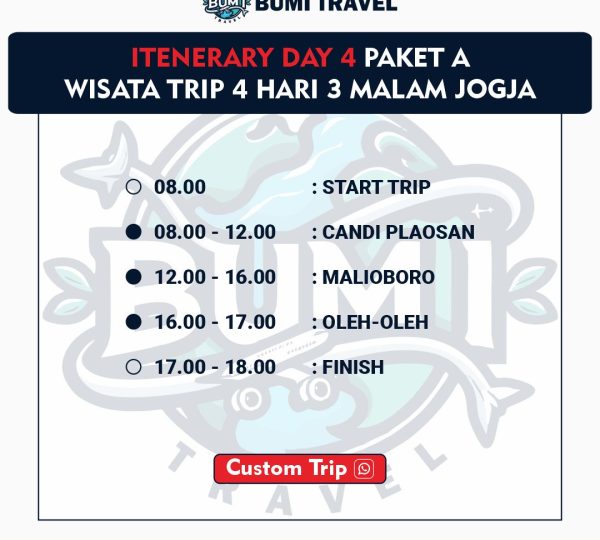 BUMI TRAVEL
BUMI
TRAVEL
ITENERARY DAY 4 PAKET A
WISATA TRIP 4 HARI 3 MALAM JOGJA
08.00 : START TRIP
08.00 - 12.00 : CANDI PLAOSAN
12.00 - 16.00 : MALIOBORO
16.00 - 17.00 : OLEH-OLEH
17.00 - 18.00 : FINISH
BUMI
TRAVEL
Custom Trip